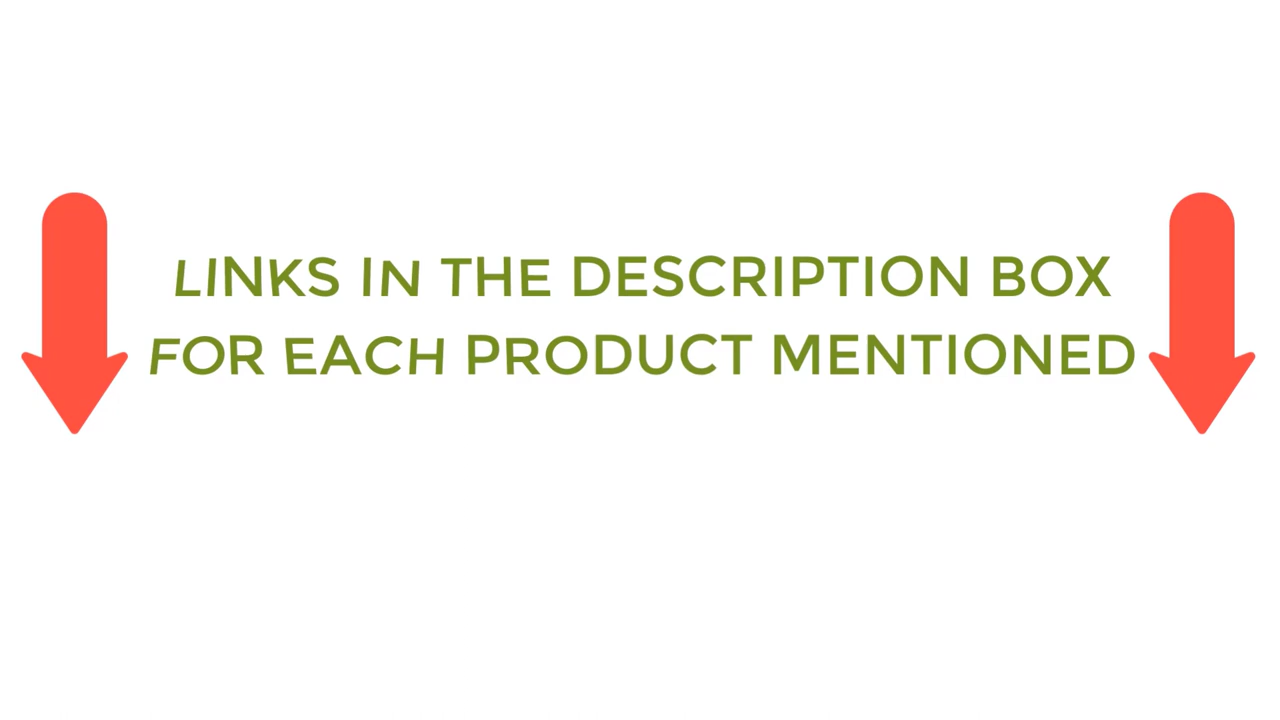 LINKS IN THE DESCRIPTION BOX
FOR EACH PRODUCT MENTIONED